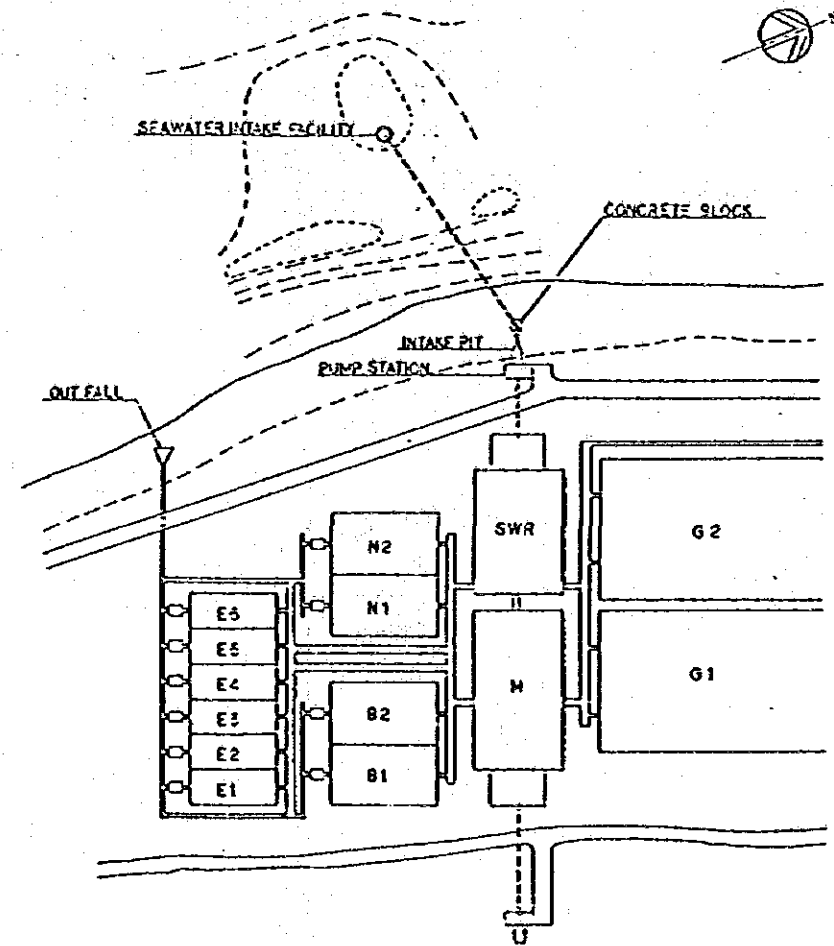 SEAWATER INTAKE FACILITY
CONCRETE BLOCK
INTAKE PIT
PUMP STATION
OUT FALL
N2
SWR
G2
N1
E6
E5
E4
M
G1
B2
E3
E2
B1
E1